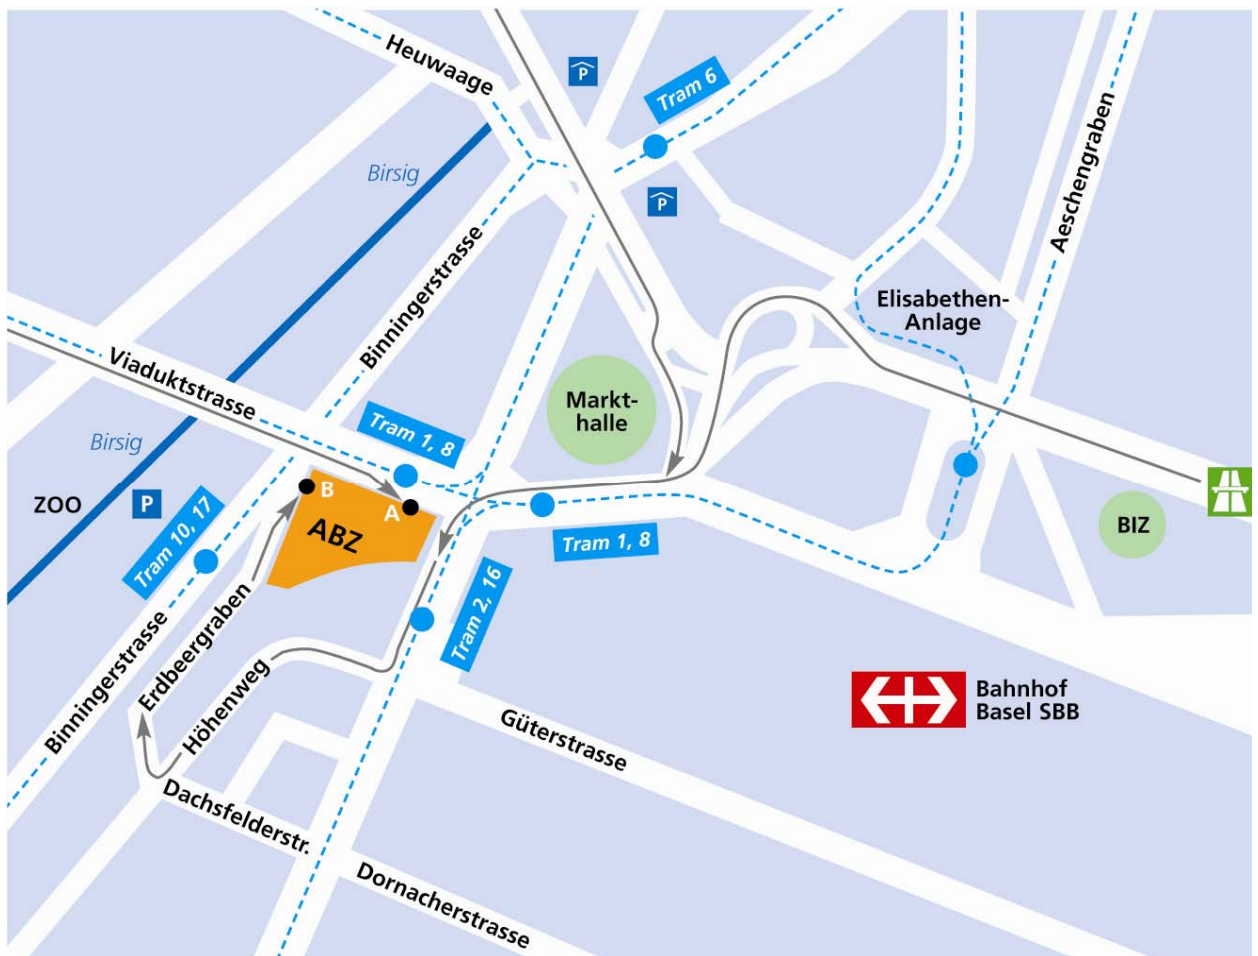 Heuwaage
P
Tram 6
Birsig
P
Aeschengraben
Binningerstrasse
Elisabethen-
Anlage
Viaduktstrasse
Markt-
halle
Tram 1, 8
Birsig
ZOO
P
B
A
ABZ
Tram 10, 17
Tram 1, 8
BIZ
Tram 2, 16
Erdbeergraben
Binningerstrasse
Höhenweg
Bahnhof
Basel SBB
Güterstrasse
Dachsfelderstr.
Dornacherstrasse